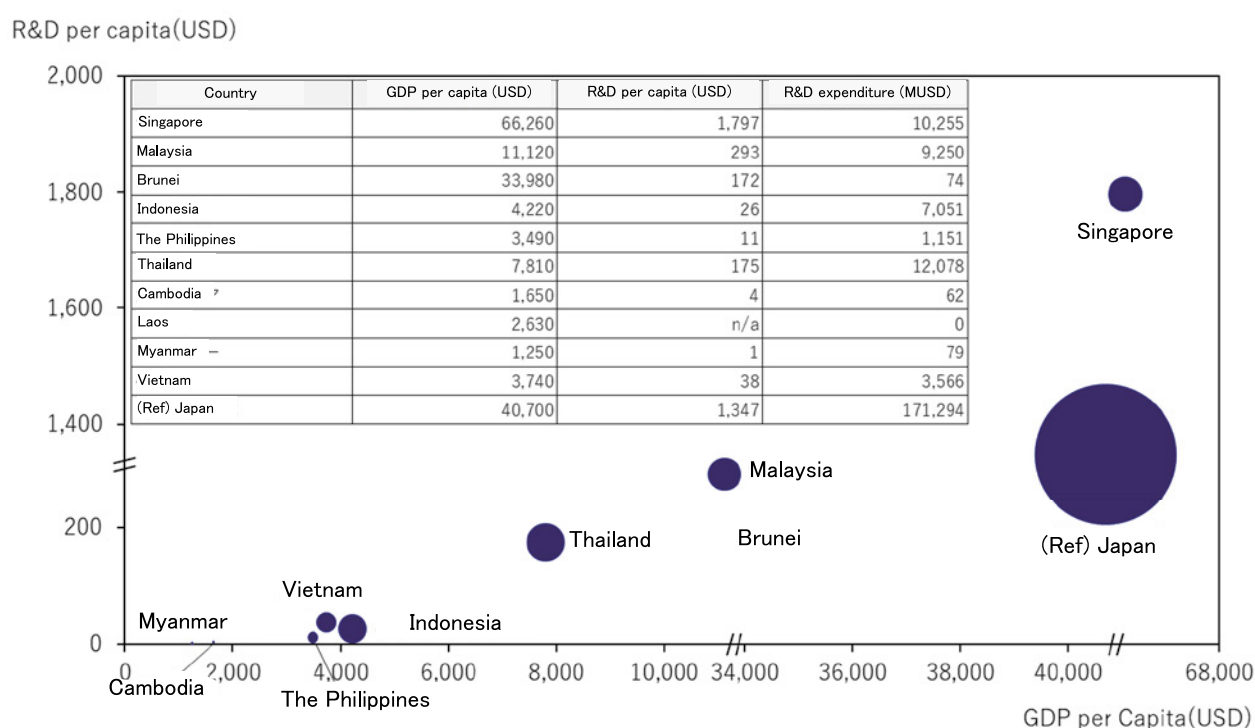 R&D per capita(USD)
2,000
Country GDP per capita (USD) R&D per capita (USD) R&D expenditure (MUSD)
Singapore 66,260 1,797 10,255
Malaysia 11,120 293 9,250
Brunei 33,980 172 74
Indonesia 4,220 26 7,051
The Philippines 3,490 11 1,151
Thailand 7,810 175 12,078
Cambodia 1,650 4 62
Laos 2,630 n/a 0
Myanmar – 1,250 1 79
Vietnam 3,740 38 3,566
(Ref) Japan 40,700 1,347 171,294
1,800
1,600
1,400
200
0
Singapore
Malaysia
Thailand
Brunei
(Ref) Japan
Vietnam
Myanmar
Indonesia
0 2,000 4,000 6,000 8,000 10,000 34,000 36,000 38,000 40,000 68,000
Cambodia
The Philippines
GDP per Capita(USD)